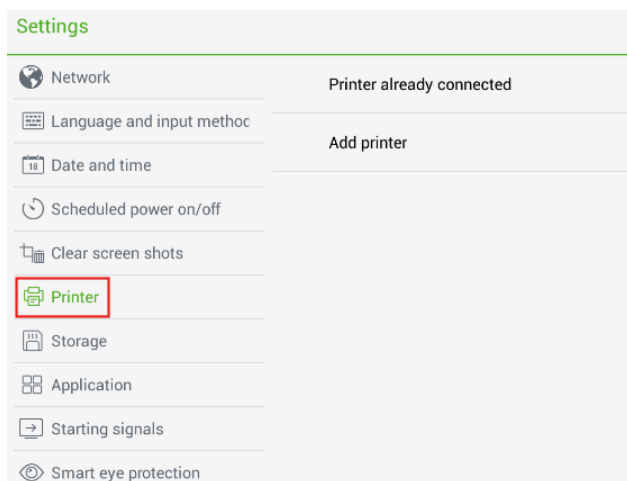 Settings
Network
Language and input methoc
Date and time
Scheduled power on/off
Clear screen shots
Printer
Storage
Application
Starting signals
Smart eye protection
Printer already connected
Add printer